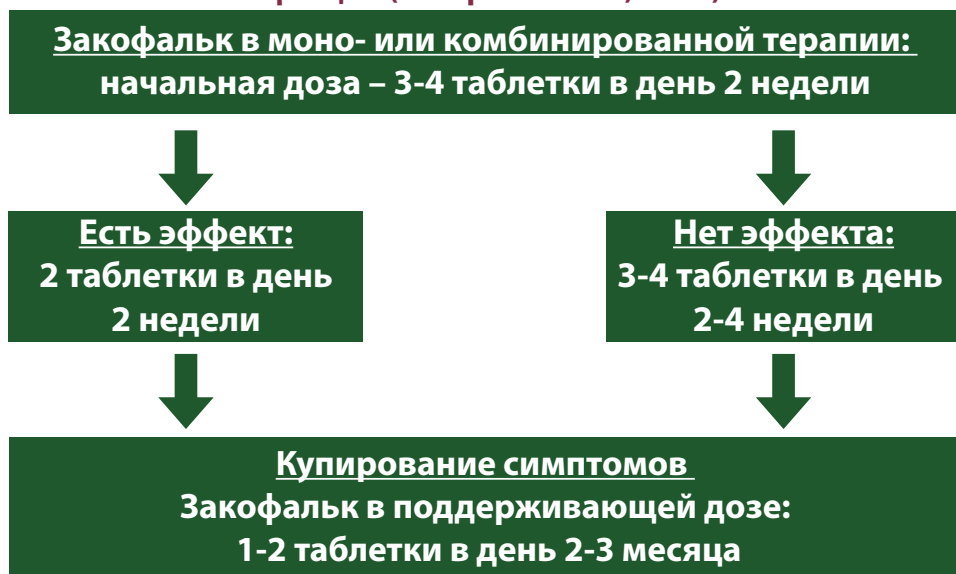 Закофальк в моно- или комбинированной терапии:
начальная доза – 3-4 таблетки в день 2 недели
Есть эффект:
2 таблетки в день
2 недели
Нет эффекта:
3-4 таблетки в день
2-4 недели
Купирование симптомов
Закофальк в поддерживающей дозе:
1-2 таблетки в день 2-3 месяца